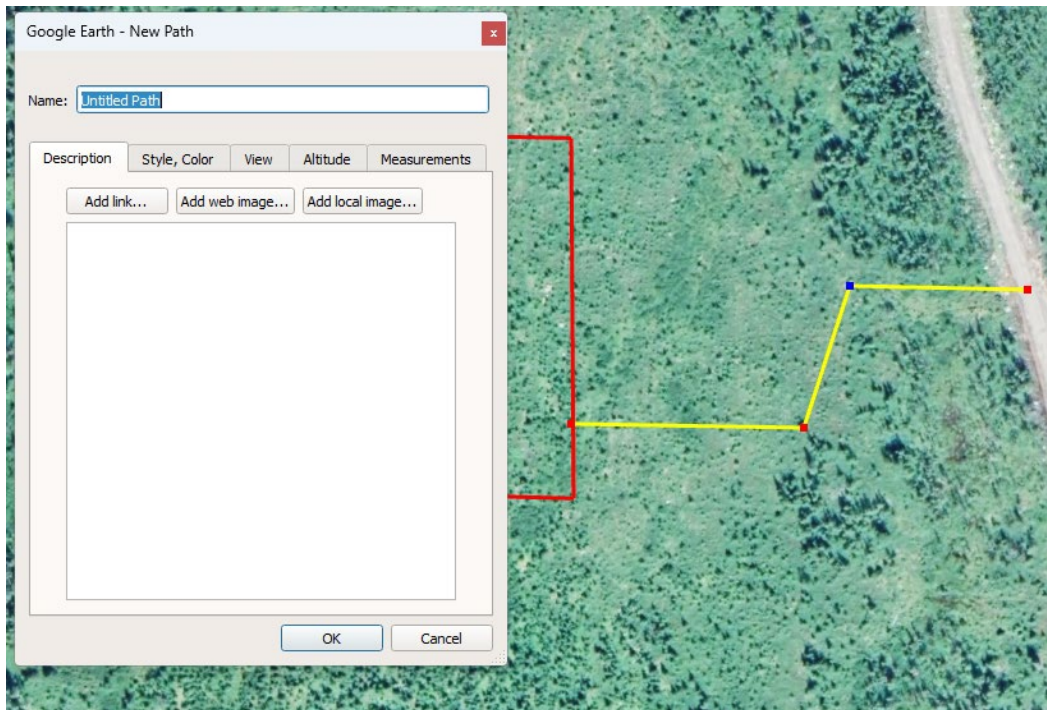 Google Earth - New Path
x
Name: Untitled Path
Description Style, Color View Altitude Measurements
Add link... Add web image... Add local image...
OK Cancel